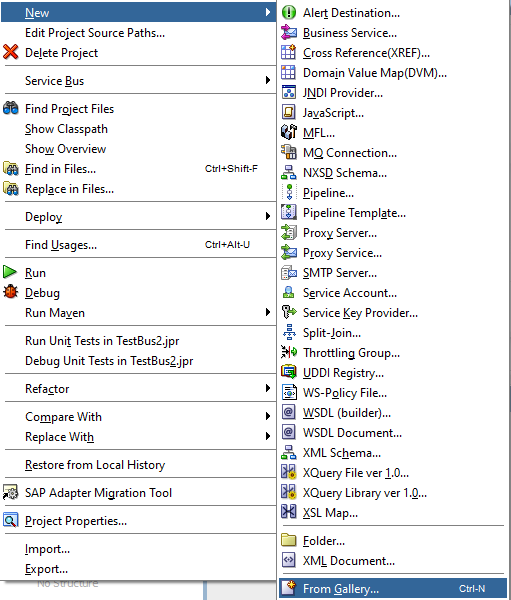 New
Edit Project Source Paths...
Delete Project
Service Bus
Find Project Files
Show Classpath
Show Overview
Find in Files... Ctrl+Shift-F
Replace in Files...
Deploy
Find Usages... Ctrl+Alt-U
Run
Debug
Run Maven
Run Unit Tests in TestBus2.jpr
Debug Unit Tests in TestBus2.jpr
Refactor
Compare With
Replace With
Restore from Local History
SAP Adapter Migration Tool
Project Properties...
Import...
Export...
No Structure
Alert Destination...
Business Service...
Cross Reference(XREF)...
Domain Value Map(DVM)...
JNDI Provider...
JavaScript...
MFL...
MQ Connection...
NXSD Schema...
Pipeline...
Pipeline Template...
Proxy Server...
Proxy Service...
SMTP Server...
Service Account...
Service Key Provider...
Split-Join...
Throttling Group...
UDDI Registry...
WS-Policy File...
WSDL (builder)...
WSDL Document...
XML Schema...
XQuery File ver 1.0...
XQuery Library ver 1.0...
XSL Map...
Folder...
XML Document...
From Gallery... Ctrl-N